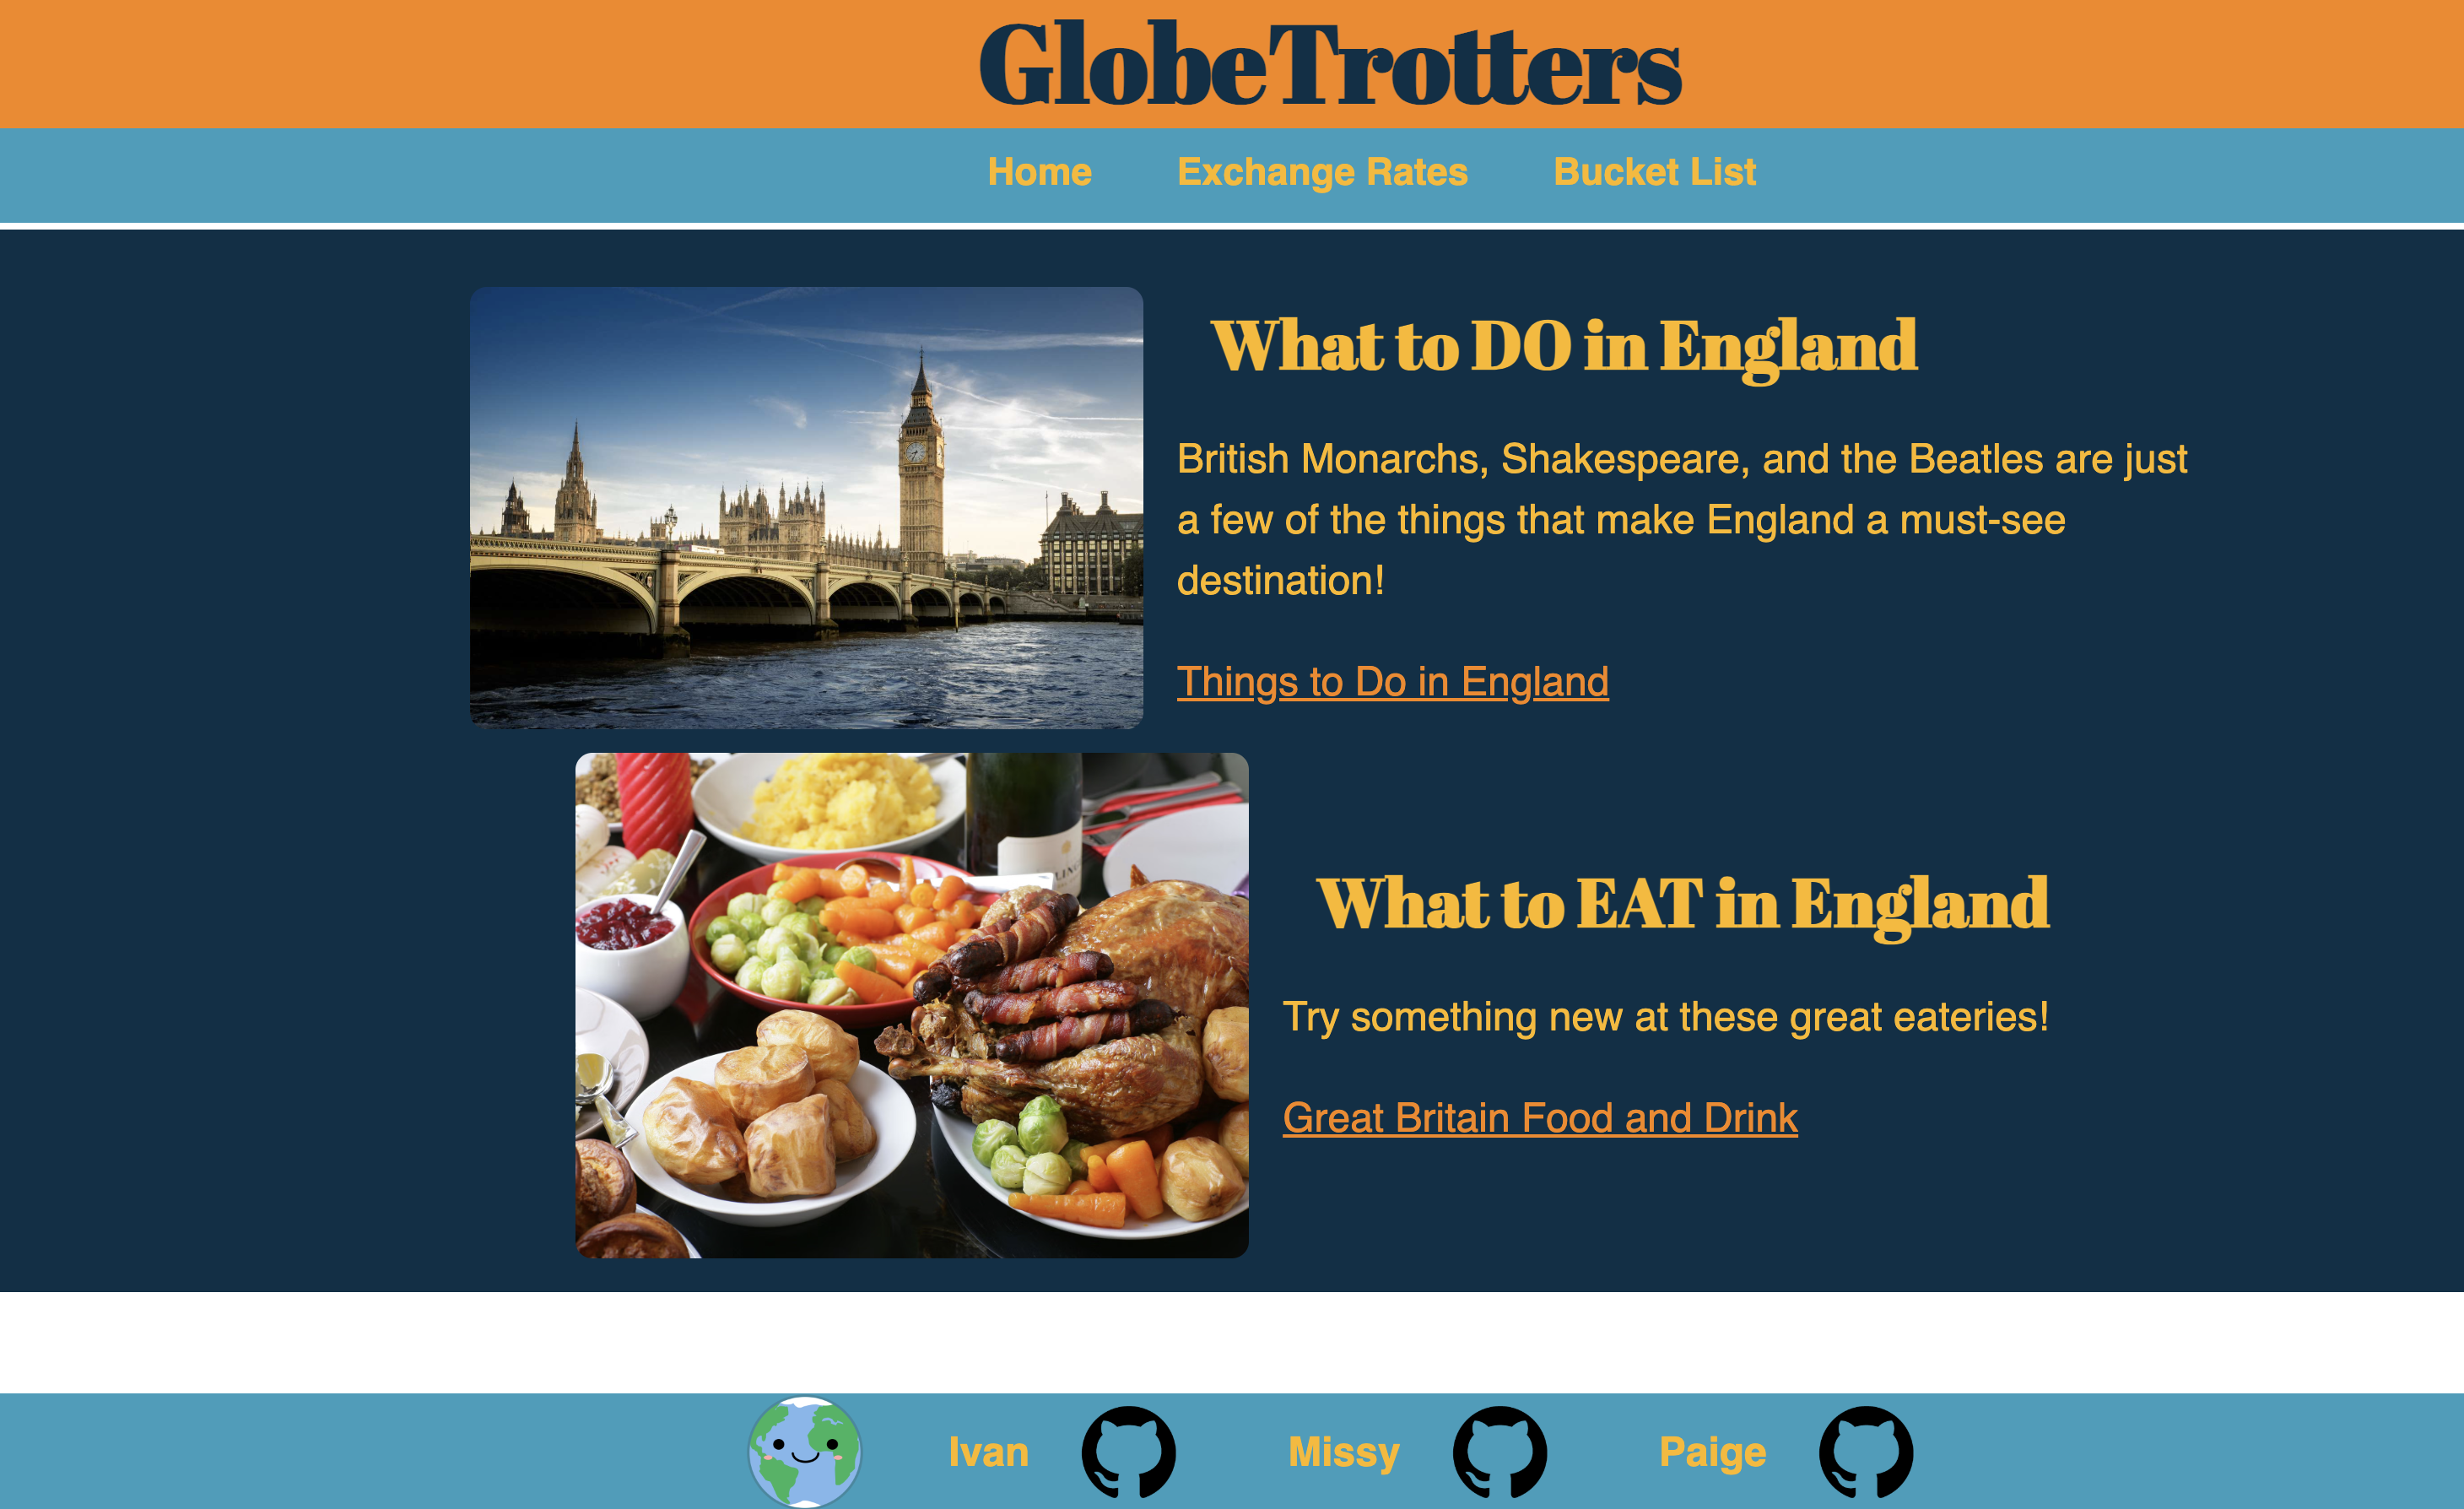 GlobeTrotters
Home Exchange Rates Bucket List
What to DO in England
British Monarchs, Shakespeare, and the Beatles are just
a few of the things that make England a must-see
destination!
Things to Do in England
What to EAT in England
Try something new at these great eateries!
Great Britain Food and Drink
Ivan Missy Paige